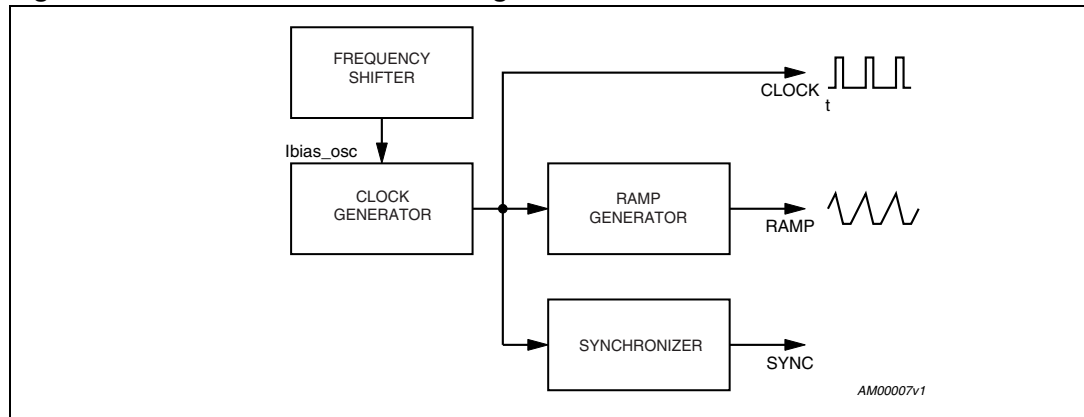 FREQUENCY
SHIFTER
CLOCK
t
Ibias_osc
CLOCK
GENERATOR
RAMP
GENERATOR
RAMP
SYNCHRONIZER
SYNC
AM00007v1